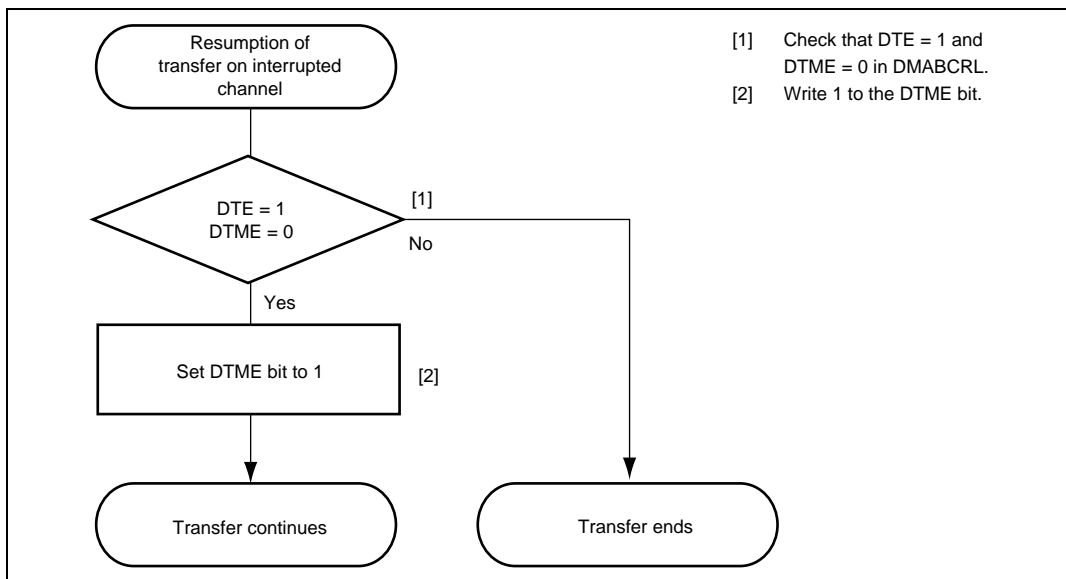 Resumption of
transfer on interrupted
channel
[1] Check that DTE = 1 and
DTME = 0 in DMABCRL.
[2] Write 1 to the DTME bit.
DTE = 1
DTME = 0
[1]
No
Yes
Set DTME bit to 1
[2]
Transfer continues
Transfer ends